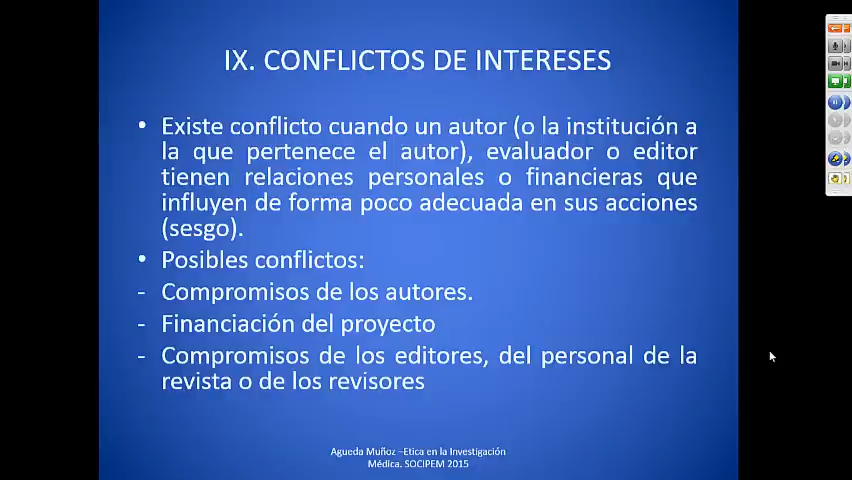 IX. CONFLICTOS DE INTERESES
• Existe conflicto cuando un autor (o la institución a
la que pertenece el autor), evaluador o editor
tienen relaciones personales o financieras que
influyen de forma poco adecuada en sus acciones
(sesgo).
• Posibles conflictos:
- Compromisos de los autores.
- Financiación del proyecto
- Compromisos de los editores, del personal de la
revista o de los revisores
Agueda Muñoz –Etica en la Investigación
Médica. SOCIPEM 2015